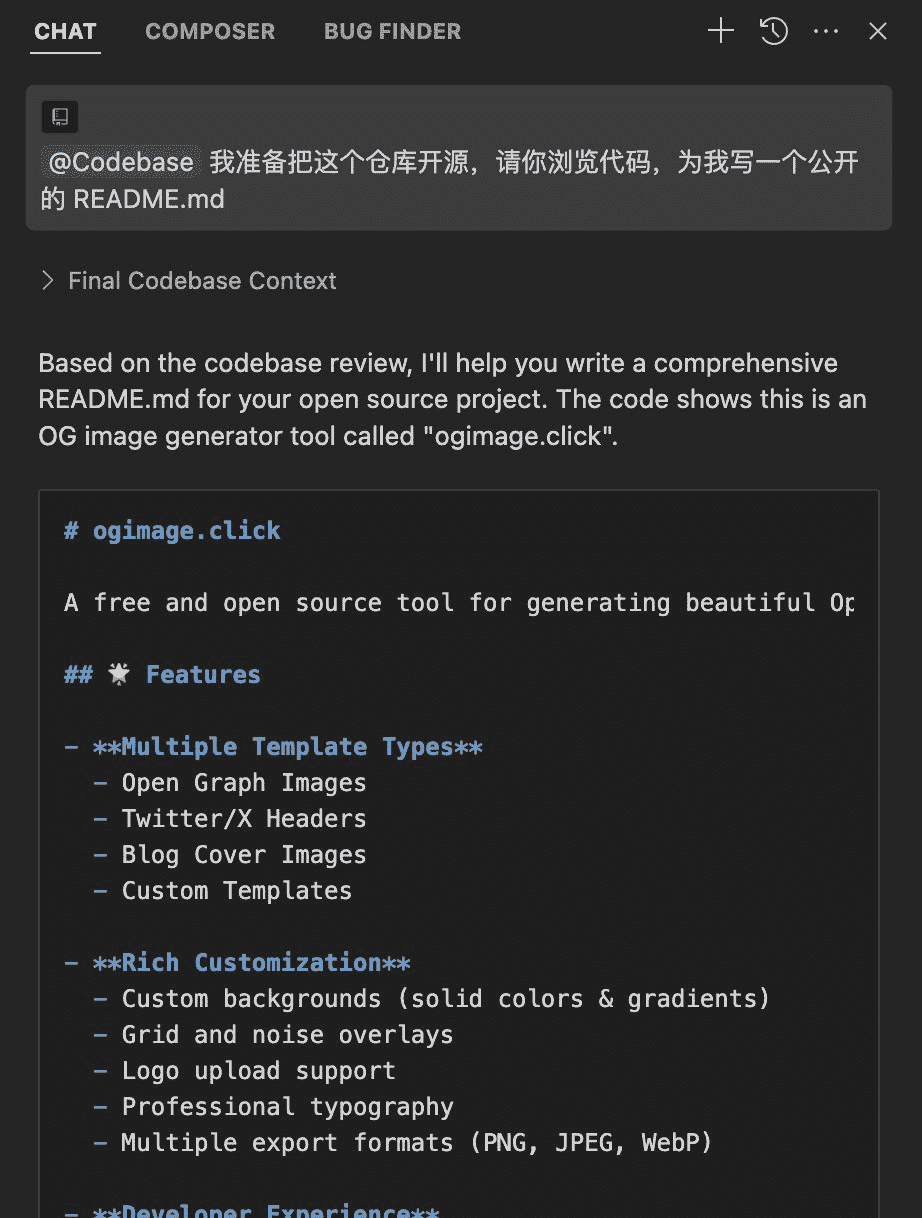 CHAT COMPOSER BUG FINDER
@Codebase 我准备把这个仓库开源，请你浏览代码，为我写一个公开
的 README.md
Final Codebase Context
Based on the codebase review, I'll help you write a comprehensive
README.md for your open source project. The code shows this is an
OG image generator tool called "ogimage.click".
# ogimage.click
A free and open source tool for generating beautiful Op
## 🌟 Features
- **Multiple Template Types**
- Open Graph Images
- Twitter/X Headers
- Blog Cover Images
- Custom Templates
- **Rich Customization**
- Custom backgrounds (solid colors & gradients)
- Grid and noise overlays
- Logo upload support
- Professional typography
- Multiple export formats (PNG, JPEG, WebP)
- **Developer Experience**